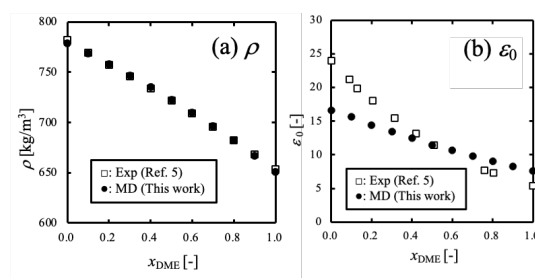 (a) ρ
800
700
600
ρ [kg/m³]
□: Exp (Ref. 5)
●: MD (This work)
0.0 0.2 0.4 0.6 0.8 1.0
xDME [-]
(b) ε0
30
25
20
15
10
5
0
ε0 [-]
□: Exp (Ref. 5)
●: MD (This work)
0.0 0.2 0.4 0.6 0.8 1.0
xDME [-]